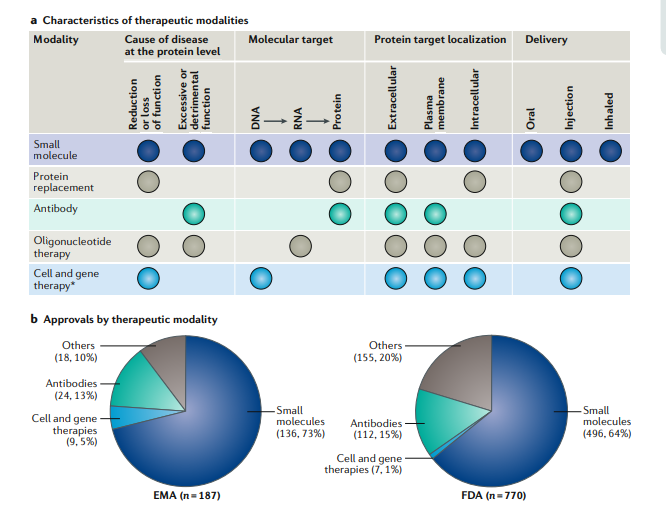 a Characteristics of therapeutic modalities
Modality
Cause of disease
at the protein level
Molecular target
Protein target localization
Delivery
Reduction
or loss
of function
Excessive or
detrimental
function
DNA
RNA
Protein
Extracellular
Plasma
membrane
Intracellular
Oral
Injection
Inhaled
Small
molecule
Protein
replacement
Antibody
Oligonucleotide
therapy
Cell and gene
therapy*
b Approvals by therapeutic modality
Others
(18, 10%)
Antibodies
(24, 13%)
Cell and gene
therapies
(9, 5%)
Small
molecules
(136, 73%)
EMA (n = 187)
Others
(155, 20%)
Antibodies
(112, 15%)
Cell and gene
therapies (7, 1%)
Small
molecules
(496, 64%)
FDA (n = 770)